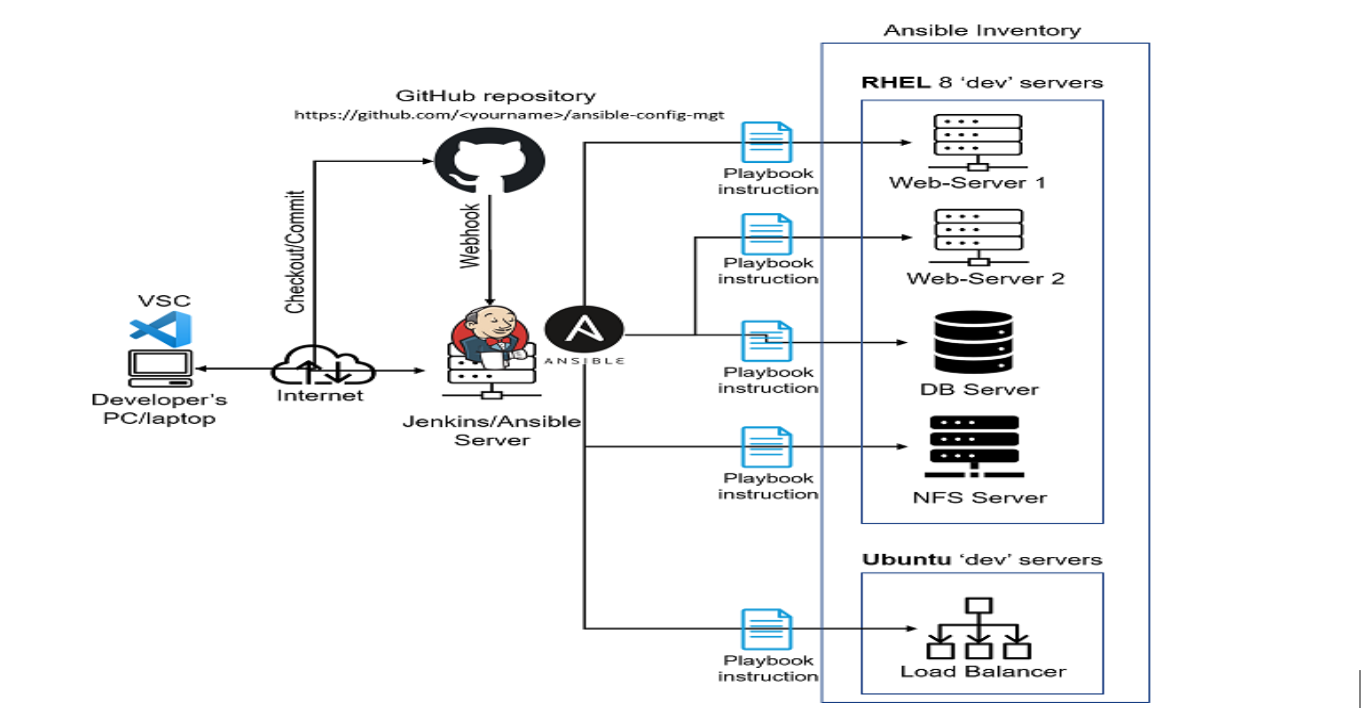 Ansible Inventory
RHEL 8 ‘dev’ servers
GitHub repository
https://github.com/<yourname>/ansible-config-mgt
Playbook
instruction
Web-Server 1
Checkout/Commit
Webhook
Playbook
instruction
Web-Server 2
VSC
ANSIBLE
Playbook
instruction
DB Server
Developer’s
PC/laptop
Internet
Jenkins/Ansible
Server
Playbook
instruction
NFS Server
Ubuntu ‘dev’ servers
Playbook
instruction
Load Balancer